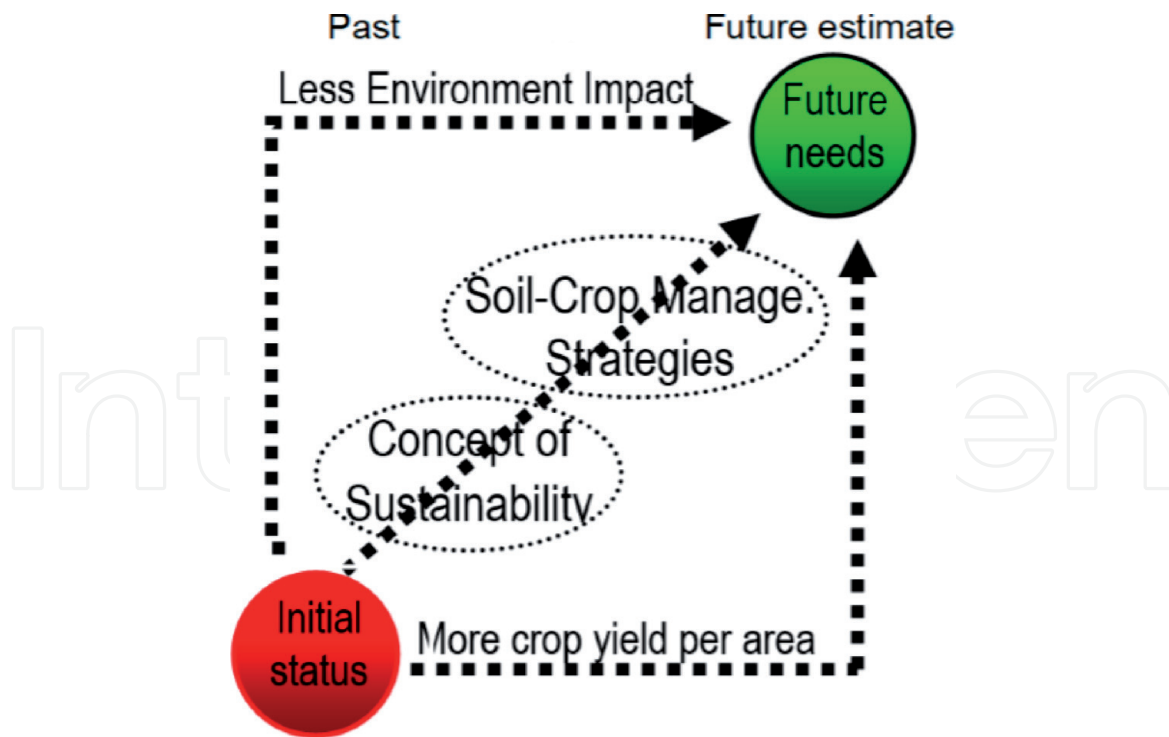 Past
Future estimate
Less Environment Impact
Future
needs
Soil-Crop Manage.
Strategies
Concept of
Sustainability
Initial
status
More crop yield per area